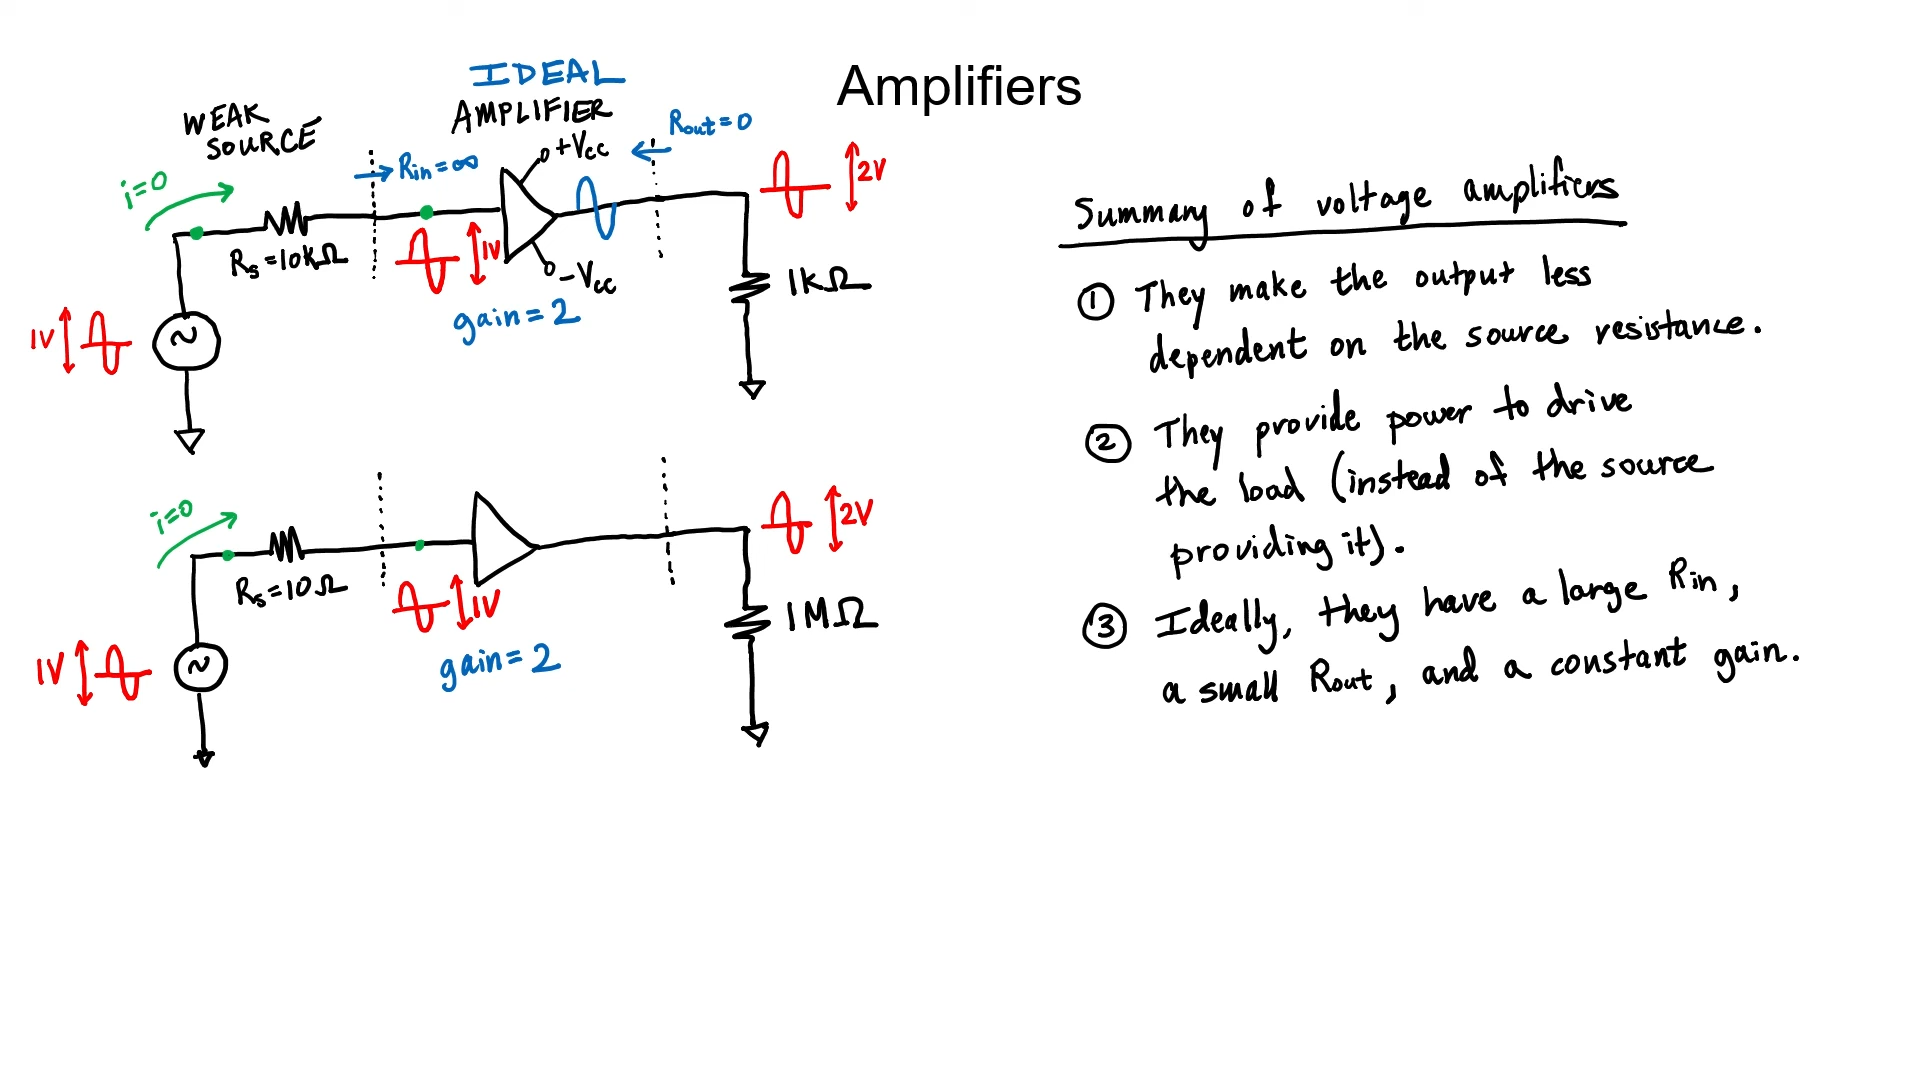 Amplifiers
IDEAL
AMPLIFIER
WEAK
SOURCE
i=0
Rin=∞
+Vcc
Rout=0
2V
Rs=10kΩ
1V
-Vcc
1kΩ
gain=2
1V
i=0
2V
Rs=10Ω
1V
1MΩ
gain=2
1V
Summary of voltage amplifiers
① They make the output less
dependent on the source resistance.
② They provide power to drive
the load (instead of the source
providing it).
③ Ideally, they have a large Rin,
a small Rout, and a constant gain.